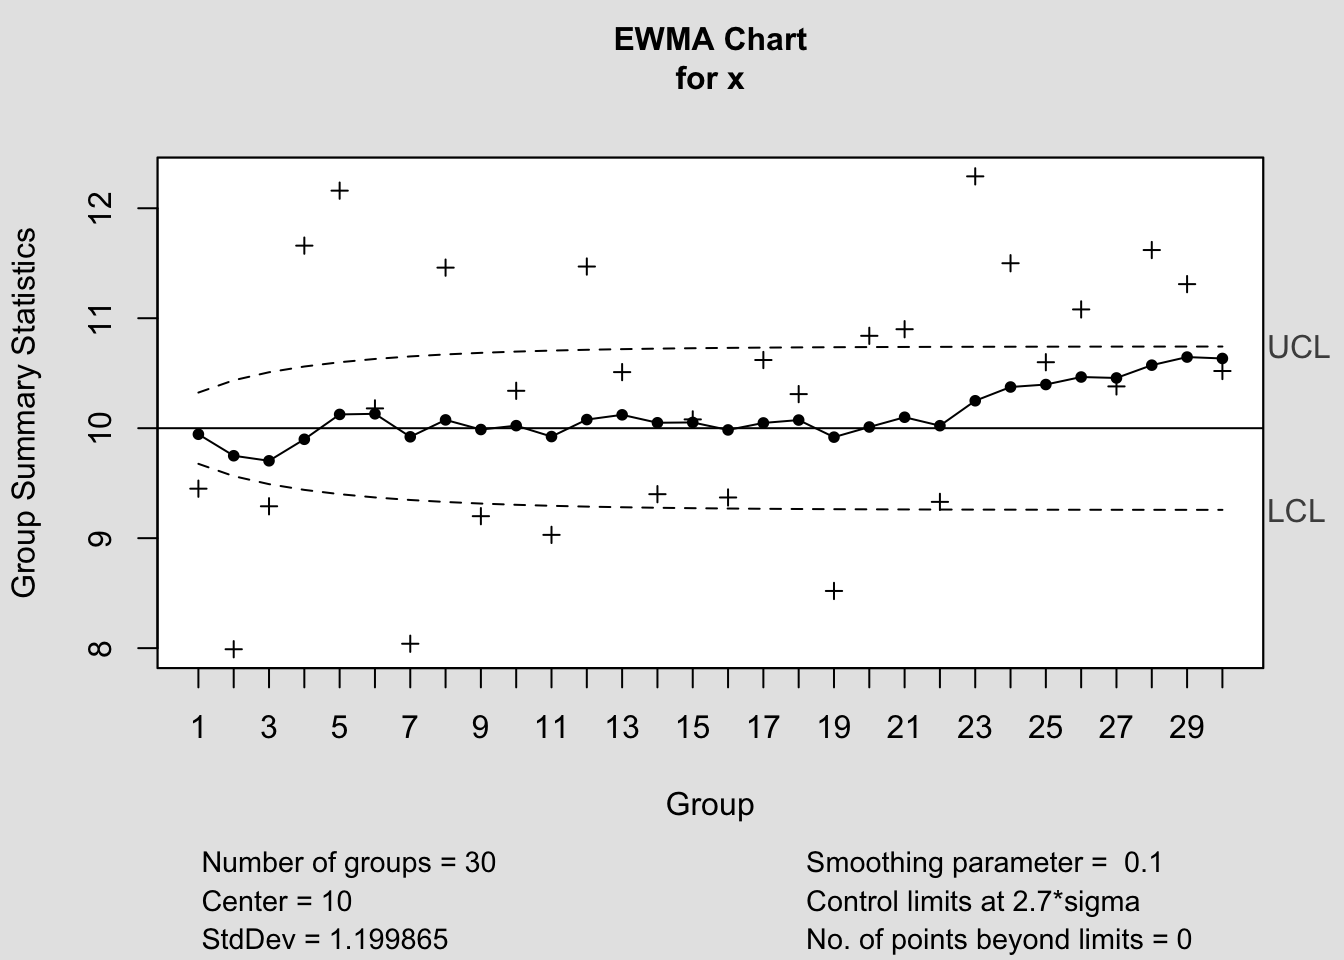 EWMA Chart
for x
Group Summary Statistics
12
11
10
9
8
UCL
LCL
1 3 5 7 9 11 13 15 17 19 21 23 25 27 29
Group
Number of groups = 30
Center = 10
StdDev = 1.199865
Smoothing parameter =  0.1
Control limits at 2.7*sigma
No. of points beyond limits = 0